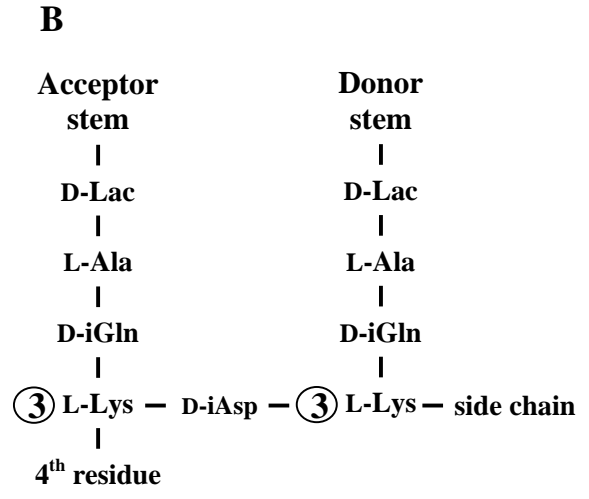 B
Acceptor stem
Donor stem
D-Lac
D-Lac
L-Ala
L-Ala
D-iGln
D-iGln
3 L-Lys — D-iAsp — 3 L-Lys — side chain
4th residue